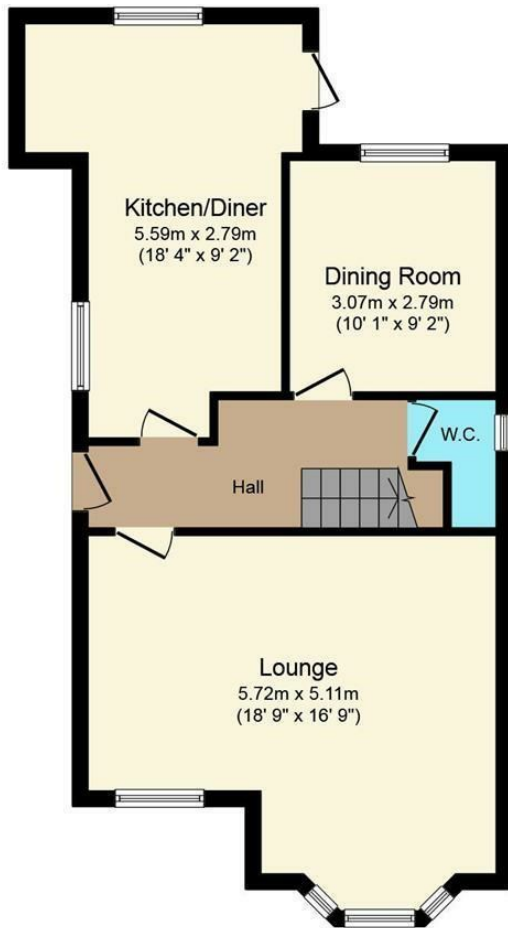 Kitchen/Diner
5.59m x 2.79m
(18' 4" x 9' 2")
Dining Room
3.07m x 2.79m
(10' 1" x 9' 2")
W.C.
Hall
Lounge
5.72m x 5.11m
(18' 9" x 16' 9")